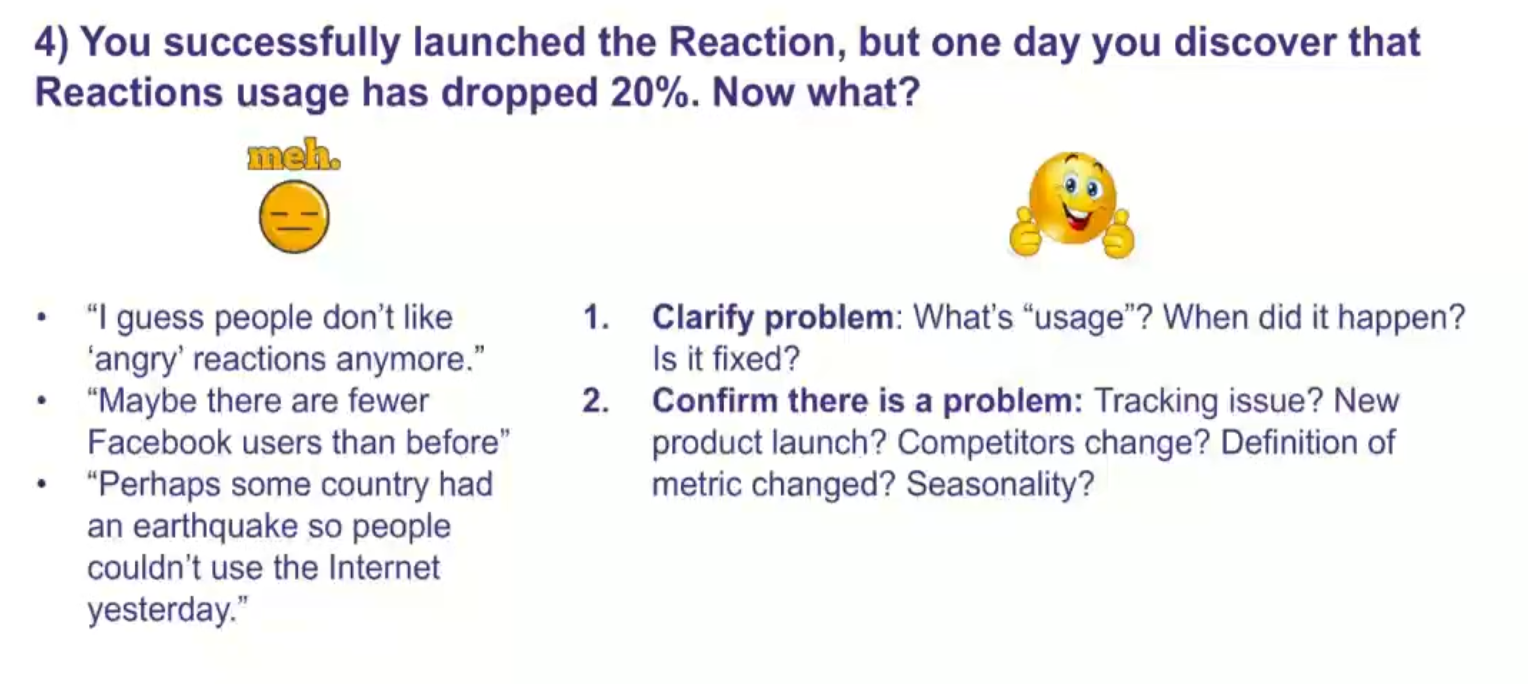 4) You successfully launched the Reaction, but one day you discover that
Reactions usage has dropped 20%. Now what?
meh.
• “I guess people don’t like
‘angry’ reactions anymore.”
• “Maybe there are fewer
Facebook users than before”
• “Perhaps some country had
an earthquake so people
couldn’t use the Internet
yesterday.”
1. Clarify problem: What’s “usage”? When did it happen?
Is it fixed?
2. Confirm there is a problem: Tracking issue? New
product launch? Competitors change? Definition of
metric changed? Seasonality?